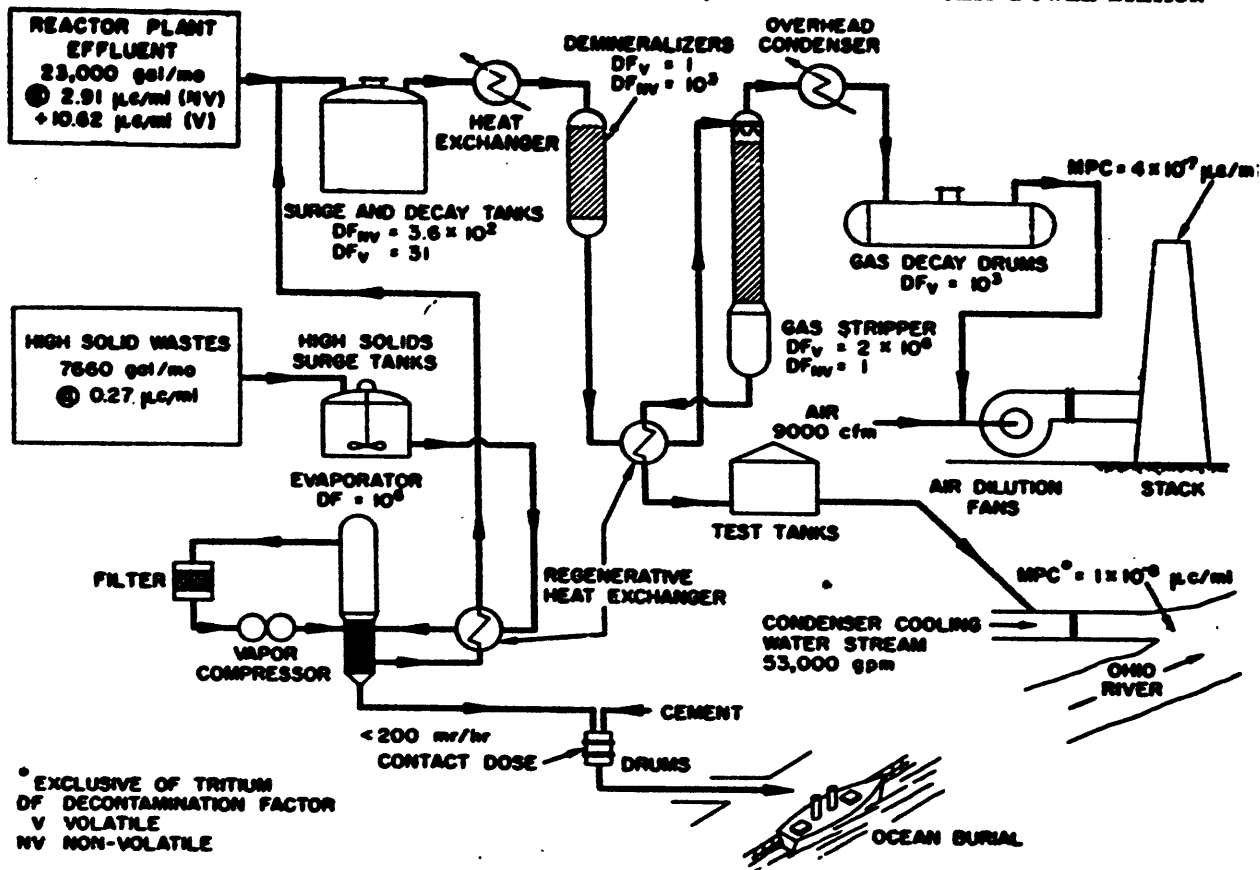 REACTOR PLANT
EFFLUENT
23,000 gal/mo
@ 2.91 μc/ml (NV)
+10.62 μc/ml (V)
DEMINERALIZERS
DFV = 1
DFNV = 10³
OVERHEAD
CONDENSER
HEAT
EXCHANGER
SURGE AND DECAY TANKS
DFNV = 3.6 × 10²
DFV = 31
MPC = 4 × 10⁻⁷ μc/m
GAS DECAY DRUMS
DFV = 10³
HIGH SOLID WASTES
7660 gal/mo
@ 0.27 μc/ml
HIGH SOLIDS
SURGE TANKS
GAS STRIPPER
DFV = 2 × 10⁶
DFNV = 1
AIR
9000 cfm
AIR DILUTION
FANS
STACK
EVAPORATOR
DF = 10⁶
TEST TANKS
FILTER
REGENERATIVE
HEAT EXCHANGER
MPC* = 1 × 10⁻⁸ μc/ml
VAPOR
COMPRESSOR
CONDENSER COOLING
WATER STREAM
53,000 gpm
OHIO
RIVER
CEMENT
<200 mr/hr
CONTACT DOSE
DRUMS
* EXCLUSIVE OF TRITIUM
DF DECONTAMINATION FACTOR
V VOLATILE
NV NON-VOLATILE
OCEAN BURIAL